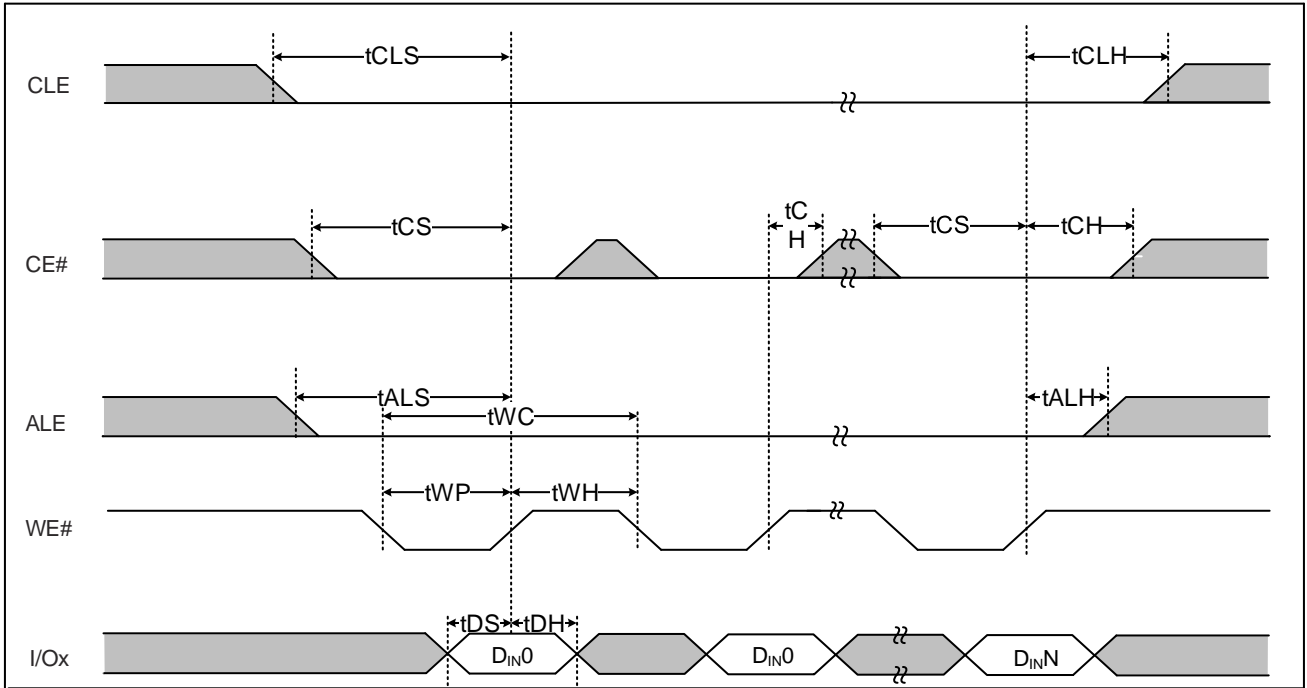 tCLS
tCLH
CLE
tCS
tC
H
tCS
tCH
CE#
tALS
tWC
tALH
ALE
tWP
tWH
WE#
tDS
tDH
I/Ox
DIN0
DIN0
DINN